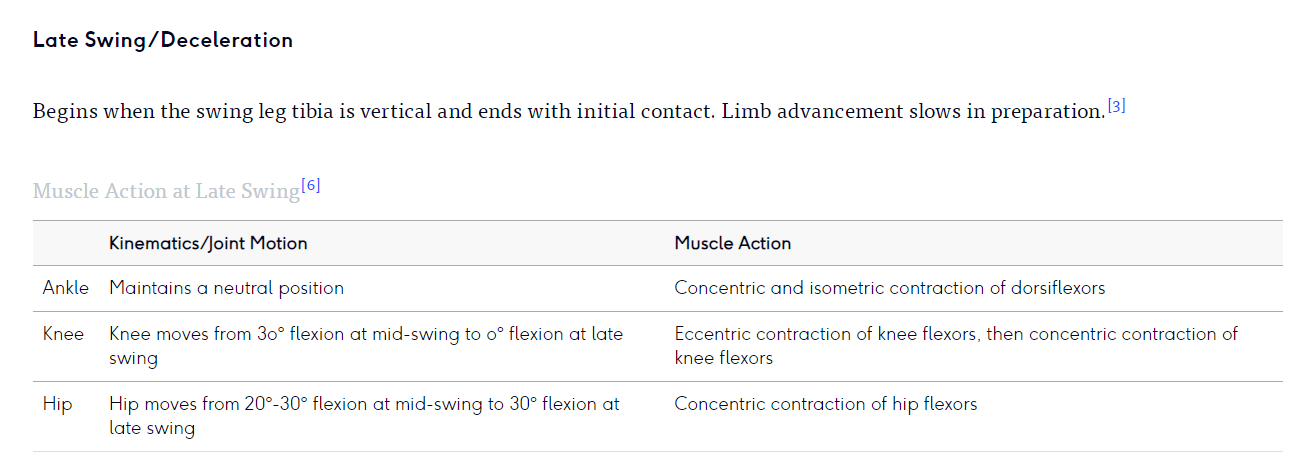 Late Swing/Deceleration
Begins when the swing leg tibia is vertical and ends with initial contact. Limb advancement slows in preparation.[3]
Muscle Action at Late Swing[6]
Kinematics/Joint Motion Muscle Action
Ankle Maintains a neutral position Concentric and isometric contraction of dorsiflexors
Knee Knee moves from 3o° flexion at mid-swing to o° flexion at late Eccentric contraction of knee flexors, then concentric contraction of
swing knee flexors
Hip Hip moves from 20°-30° flexion at mid-swing to 30° flexion at Concentric contraction of hip flexors
late swing